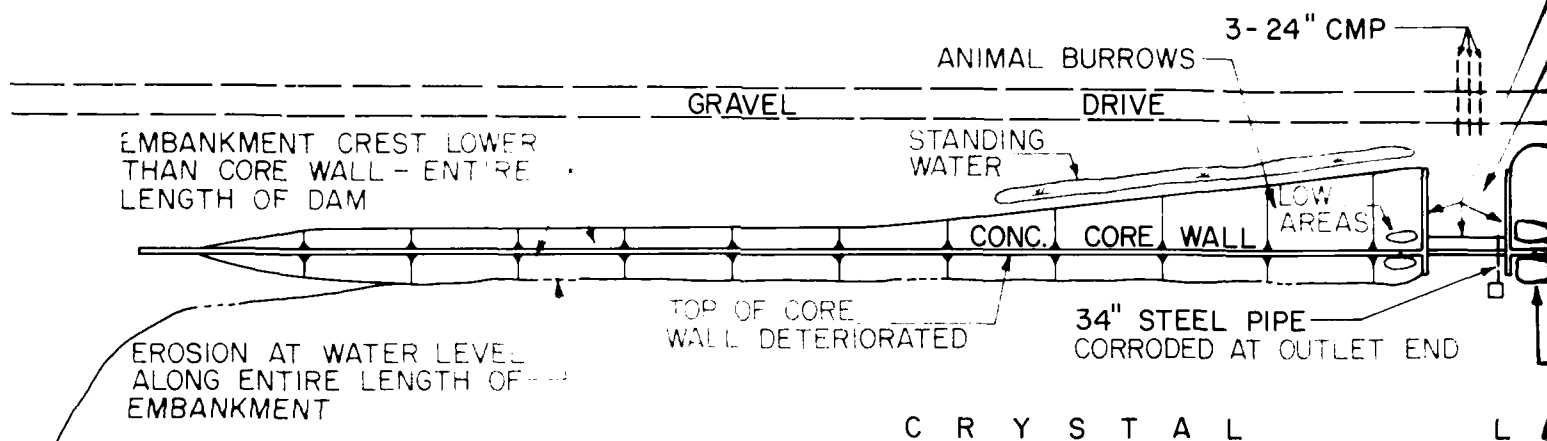 3-24" CMP
ANIMAL BURROWS
GRAVEL DRIVE
EMBANKMENT CREST LOWER
THAN CORE WALL - ENTIRE
LENGTH OF DAM
STANDING
WATER
LOW
AREAS
CONC. CORE WALL
TOP OF CORE
WALL DETERIORATED
34" STEEL PIPE
CORRODED AT OUTLET END
EROSION AT WATER LEVEL
ALONG ENTIRE LENGTH OF
EMBANKMENT
CRYSTAL L